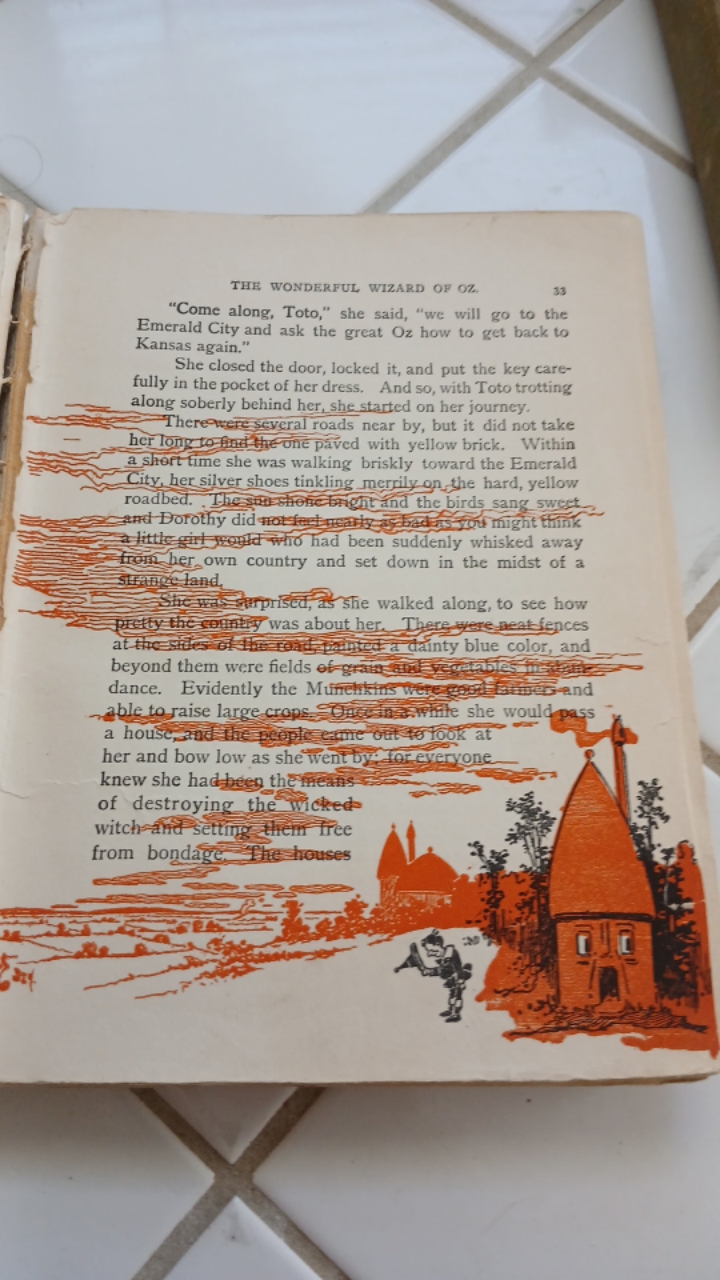 THE WONDERFUL WIZARD OF OZ. 33
"Come along, Toto," she said, "we will go to the
Emerald City and ask the great Oz how to get back to
Kansas again."
She closed the door, locked it, and put the key care-
fully in the pocket of her dress. And so, with Toto trotting
along soberly behind her, she started on her journey.
There were several roads near by, but it did not take
her long to find the one paved with yellow brick. Within
a short time she was walking briskly toward the Emerald
City, her silver shoes tinkling merrily on the hard, yellow
roadbed. The sun shone bright and the birds sang sweet
and Dorothy did not feel nearly as bad as you might think
a little girl would who had been suddenly whisked away
from her own country and set down in the midst of a
strange land.
She was surprised, as she walked along, to see how
pretty the country was about her. There were neat fences
at the sides of the road, painted a dainty blue color, and
beyond them were fields of grain and vegetables in abun-
dance. Evidently the Munchkins were good farmers and
able to raise large crops. Once in a while she would pass
a house, and the people came out to look at
her and bow low as she went by; for everyone
knew she had been the means
of destroying the wicked
witch and setting them free
from bondage. The houses